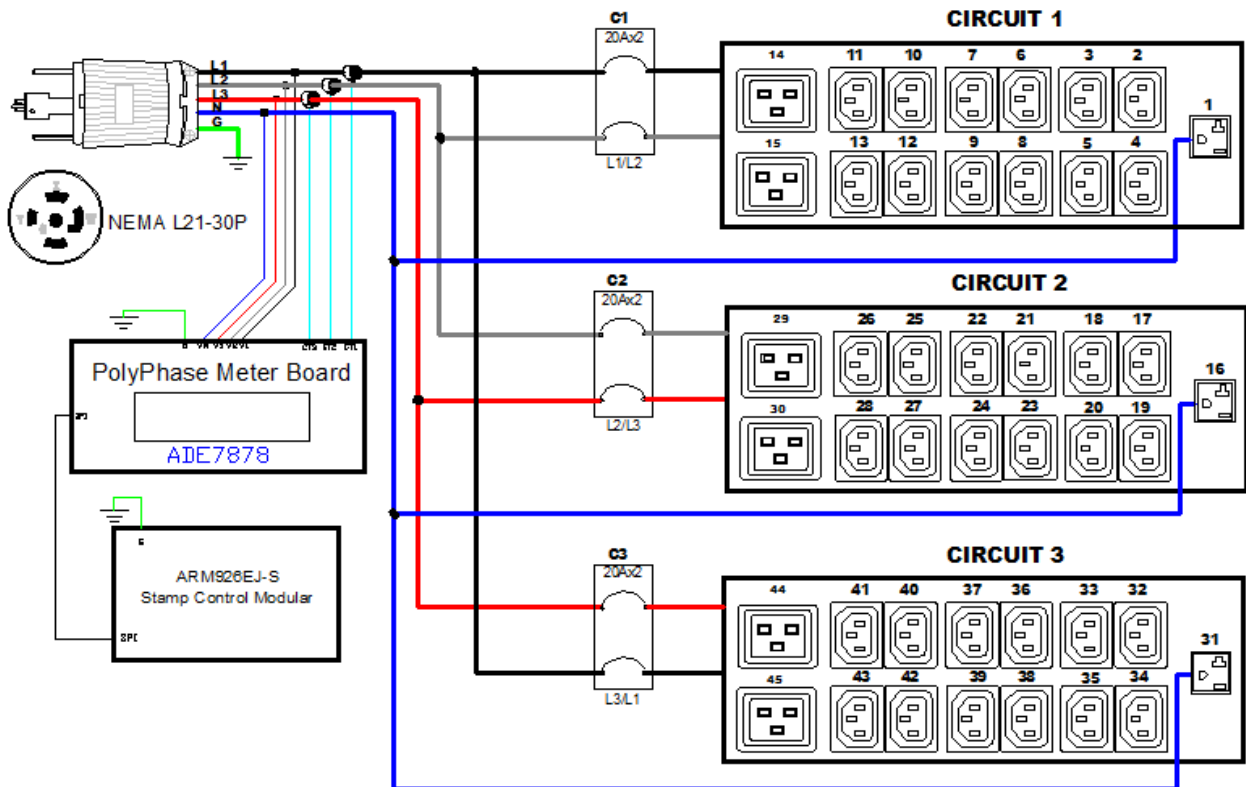 C1
CIRCUIT 1
20Ax2
14 11 10 7 6 3 2
1
15 13 12 9 8 5 4
L1/L2
L1
L2
L3
N
G
NEMA L21-30P
C2
CIRCUIT 2
20Ax2
29 26 25 22 21 18 17
16
30 28 27 24 23 20 19
L2/L3
PolyPhase Meter Board
SPI
ADE7878
C3
CIRCUIT 3
20Ax2
44 41 40 37 36 33 32
31
45 43 42 39 38 35 34
L3/L1
G
ARM926EJ-S
Stamp Control Modular
SPI